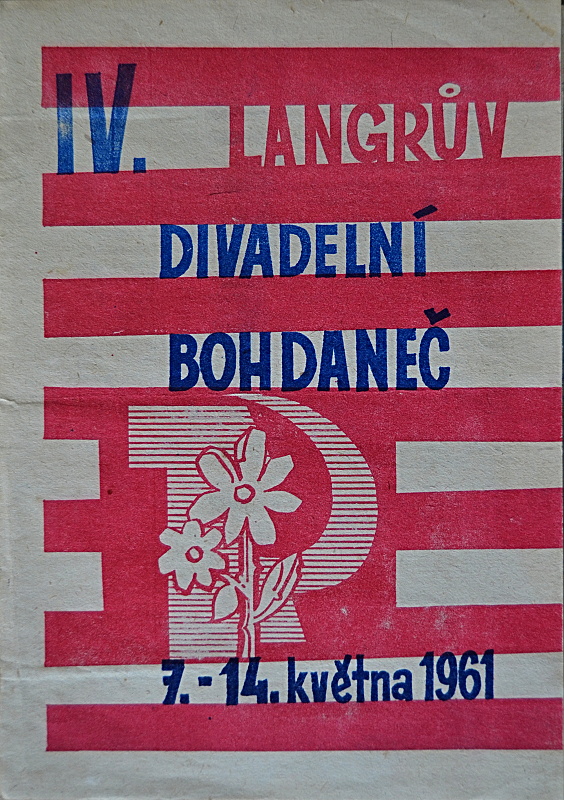 IV. LANGRŮV
DIVADELNÍ
BOHDANEČ
7. - 14. května 1961